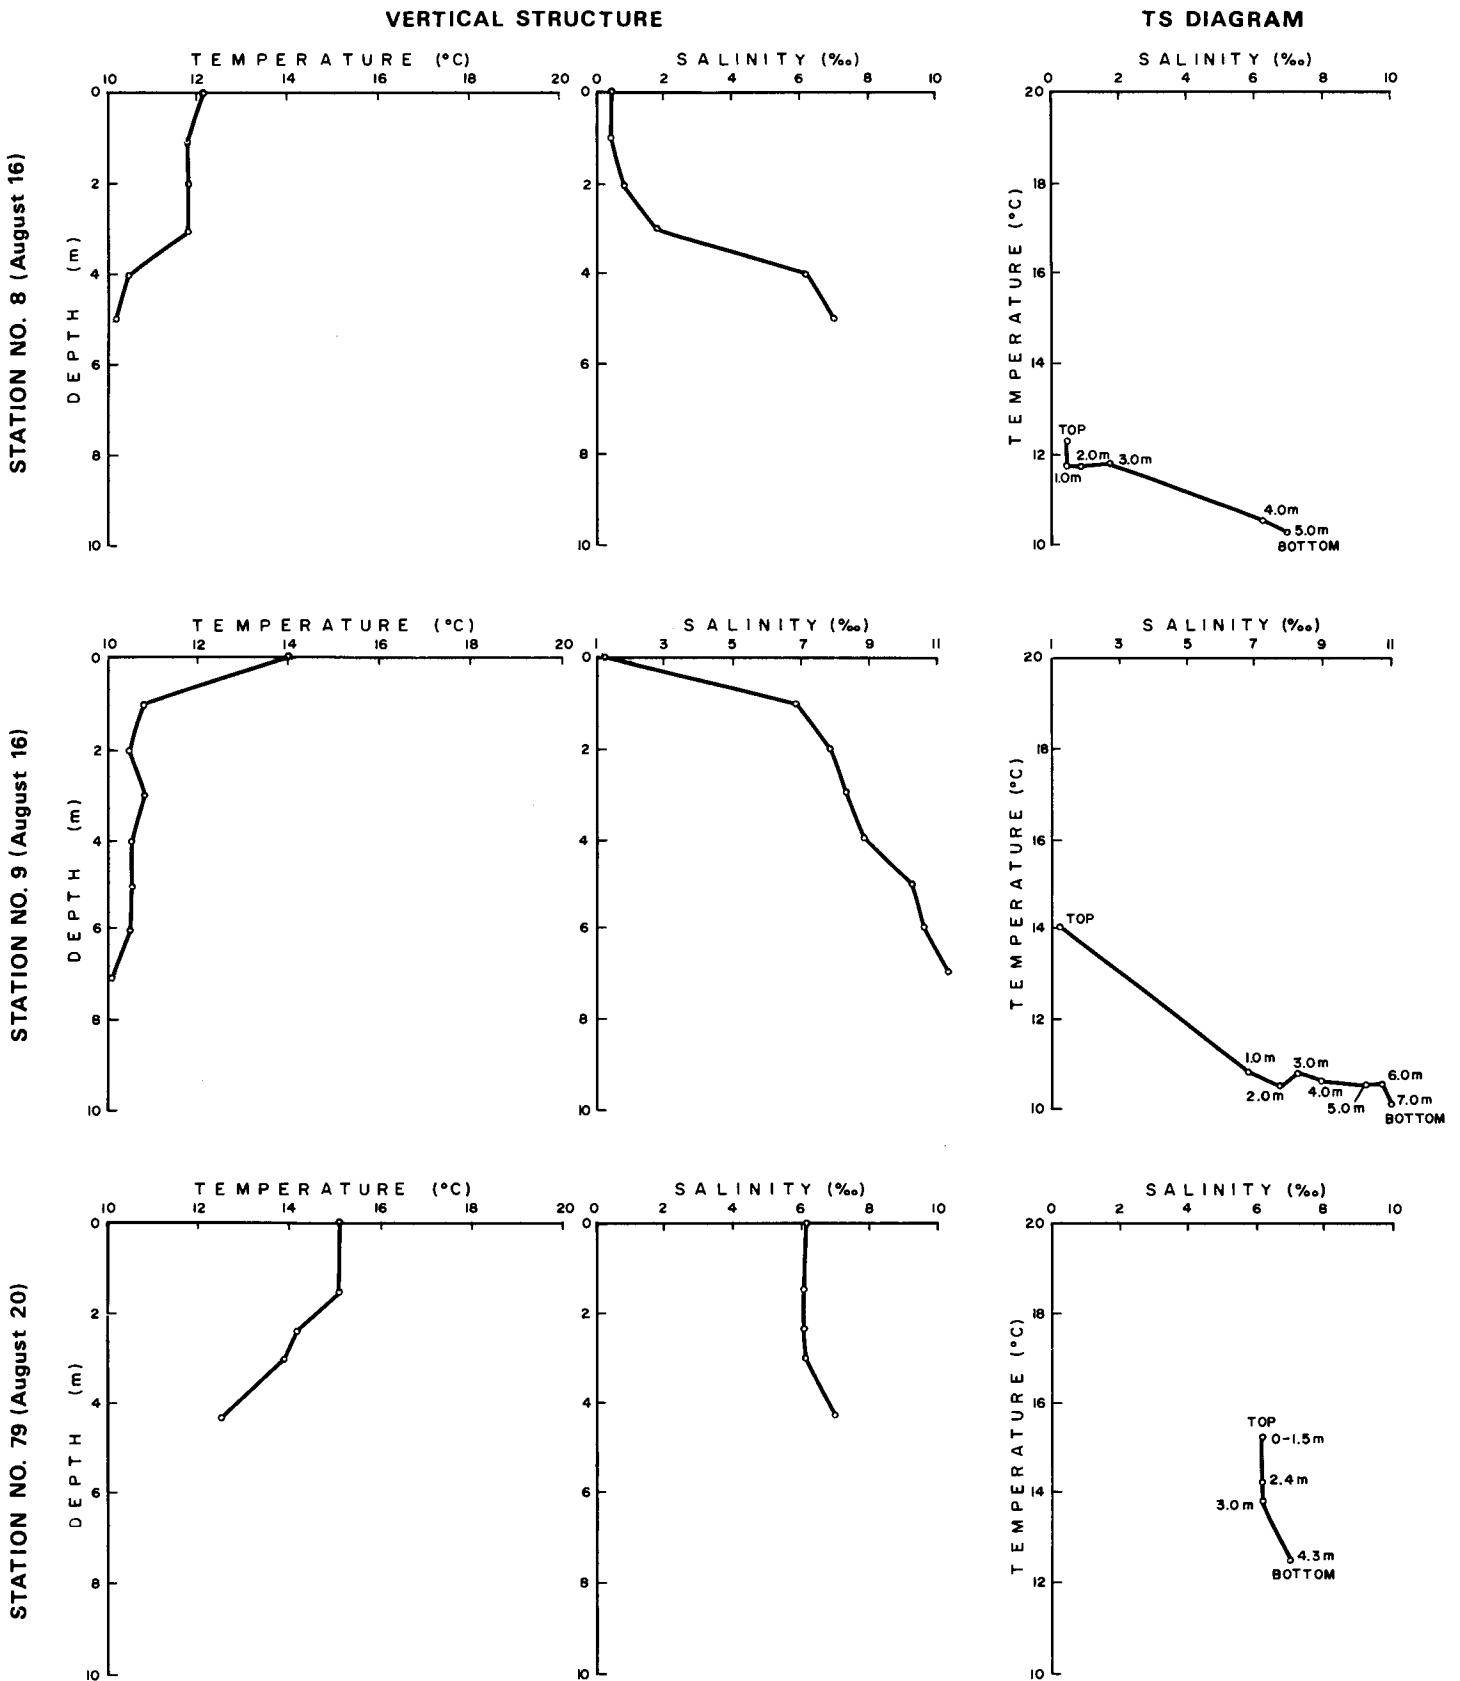 VERTICAL STRUCTURE
TS DIAGRAM
STATION NO. 8 (August 16)
TEMPERATURE (°C)
10 12 14 16 18 20
DEPTH (m)
0
2
4
6
8
10
SALINITY (‰)
0 2 4 6 8 10
0
2
4
6
8
10
SALINITY (‰)
0 2 4 6 8 10
TEMPERATURE (°C)
20
18
16
14
12
10
TOP
1.0m
2.0m
3.0m
4.0m
5.0m
BOTTOM
STATION NO. 9 (August 16)
TEMPERATURE (°C)
10 12 14 16 18 20
DEPTH (m)
0
2
4
6
8
10
SALINITY (‰)
1 3 5 7 9 11
0
2
4
6
8
10
SALINITY (‰)
1 3 5 7 9 11
TEMPERATURE (°C)
20
18
16
14
12
10
TOP
1.0m
2.0m
3.0m
4.0m
5.0m
6.0m
7.0m
BOTTOM
STATION NO. 79 (August 20)
TEMPERATURE (°C)
10 12 14 16 18 20
DEPTH (m)
0
2
4
6
8
10
SALINITY (‰)
0 2 4 6 8 10
0
2
4
6
8
10
SALINITY (‰)
0 2 4 6 8 10
TEMPERATURE (°C)
20
18
16
14
12
10
TOP
0-1.5m
2.4m
3.0m
4.3m
BOTTOM